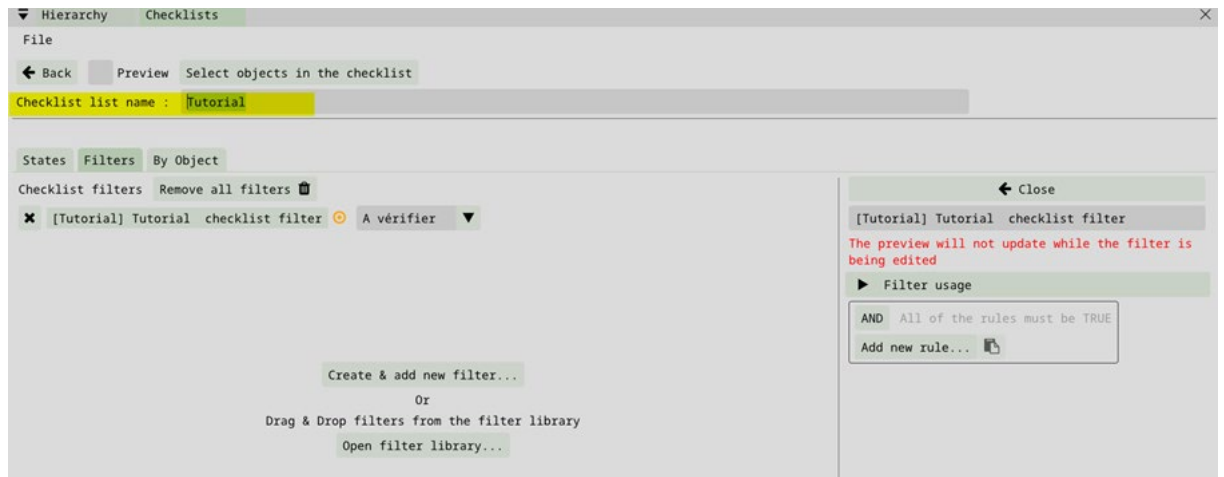 Hierarchy Checklists
File
Back Preview Select objects in the checklist
Checklist list name : Tutorial
States Filters By Object
Checklist filters Remove all filters
[Tutorial] Tutorial checklist filter A vérifier
Create & add new filter...
Or
Drag & Drop filters from the filter library
Open filter library...
Close
[Tutorial] Tutorial checklist filter
The preview will not update while the filter is
being edited
Filter usage
AND All of the rules must be TRUE
Add new rule...